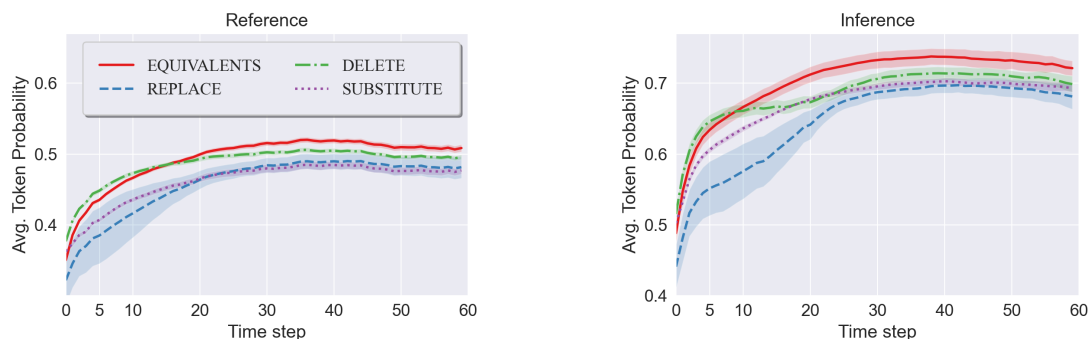 Reference
EQUIVALENTS
REPLACE
DELETE
SUBSTITUTE
0.6
0.5
0.4
Avg. Token Probability
0 5 10 20 30 40 50 60
Time step
Inference
0.7
0.6
0.5
0.4
Avg. Token Probability
0 5 10 20 30 40 50 60
Time step